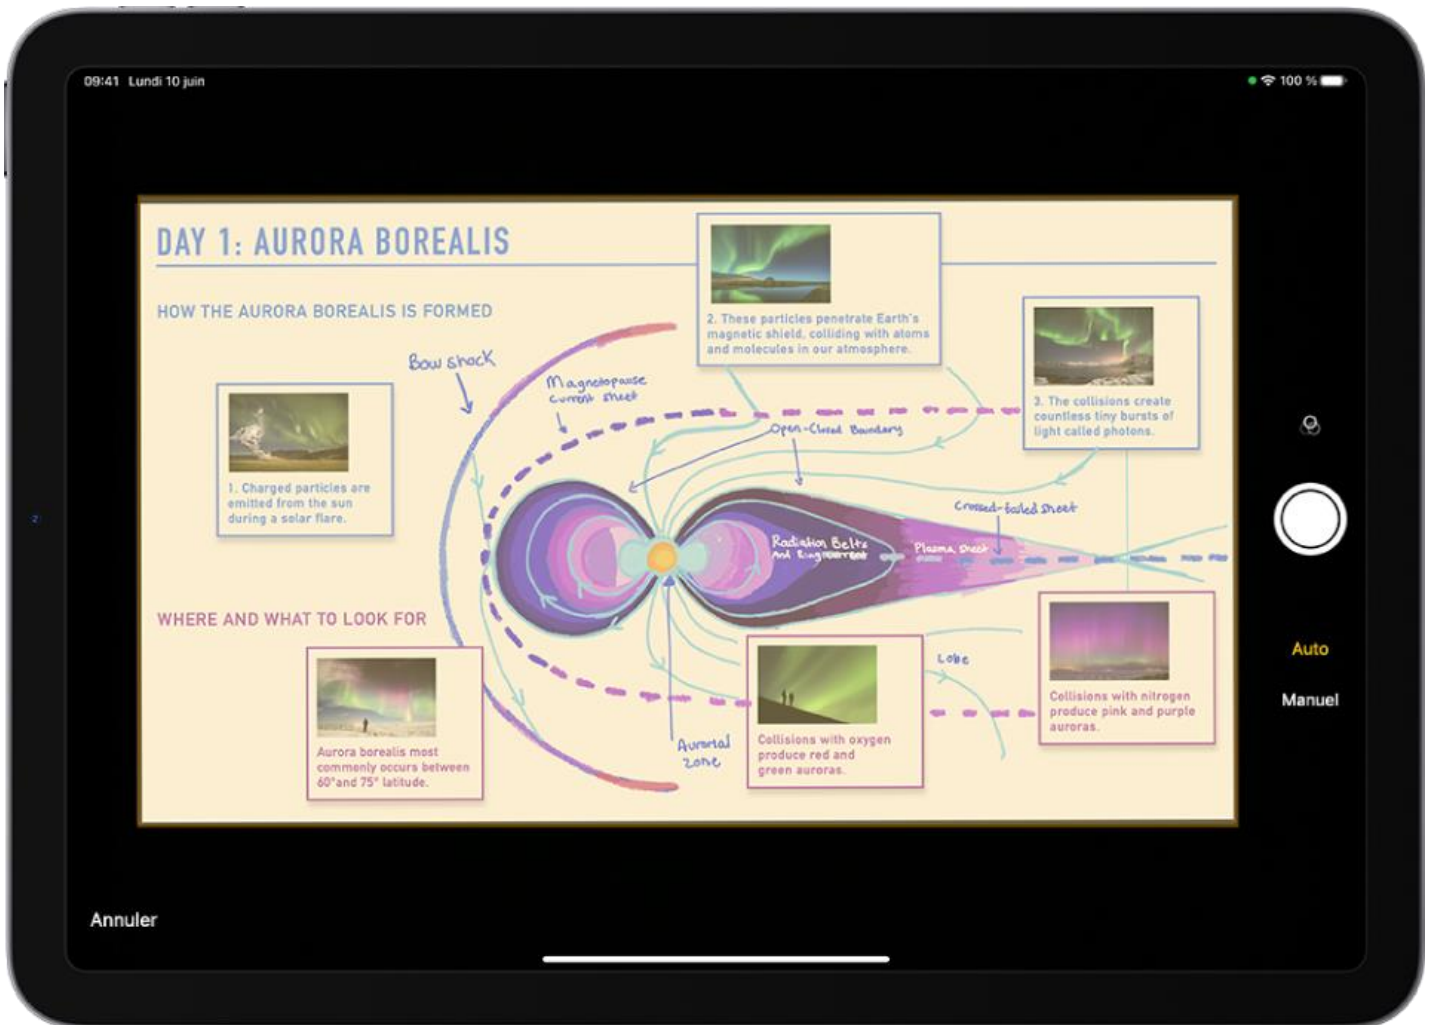 09:41 Lundi 10 juin
100 %
DAY 1: AURORA BOREALIS
HOW THE AURORA BOREALIS IS FORMED
2. These particles penetrate Earth's
magnetic shield, colliding with atoms
and molecules in our atmosphere.
Bow shock
Magnetopause
current sheet
1. Charged particles are
emitted from the sun
during a solar flare.
3. The collisions create
countless tiny bursts of
light called photons.
Open-Closed Boundary
Crossed-tailed sheet
Radiation Belts
and Ring current
Plasma sheet
WHERE AND WHAT TO LOOK FOR
Aurora borealis most
commonly occurs between
60°and 75° latitude.
Auroral
zone
Collisions with oxygen
produce red and
green auroras.
Lobe
Collisions with nitrogen
produce pink and purple
auroras.
Auto
Manuel
Annuler